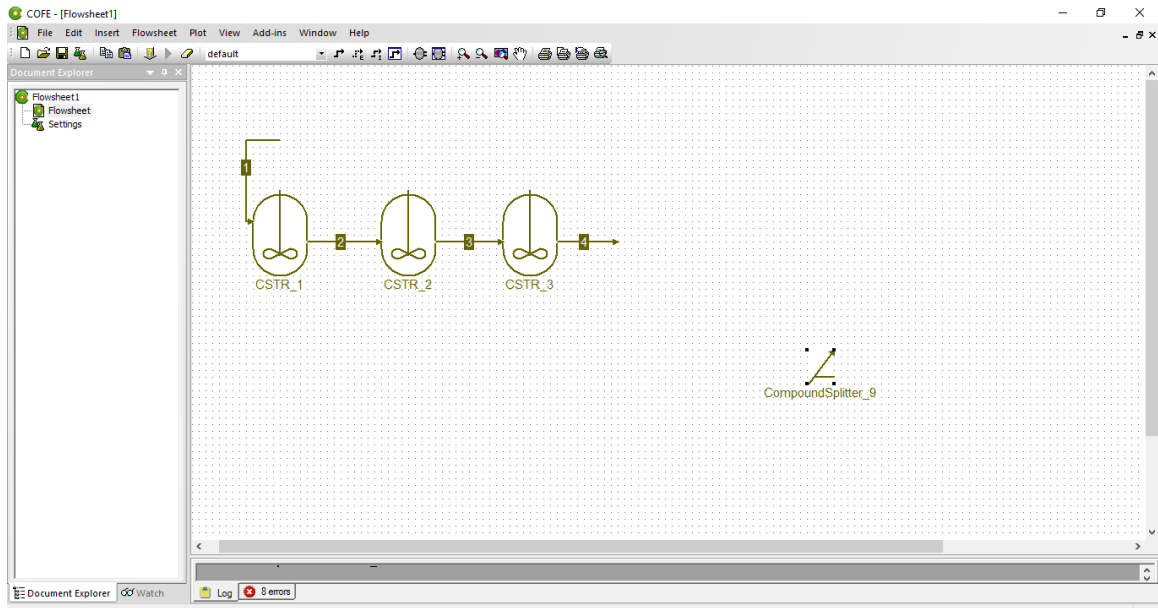 COFE - [Flowsheet1]
File Edit Insert Flowsheet Plot View Add-ins Window Help
default
Document Explorer
Flowsheet1
Flowsheet
Settings
1
2
3
4
CSTR_1
CSTR_2
CSTR_3
CompoundSplitter_9
Document Explorer Watch
Log 8 errors